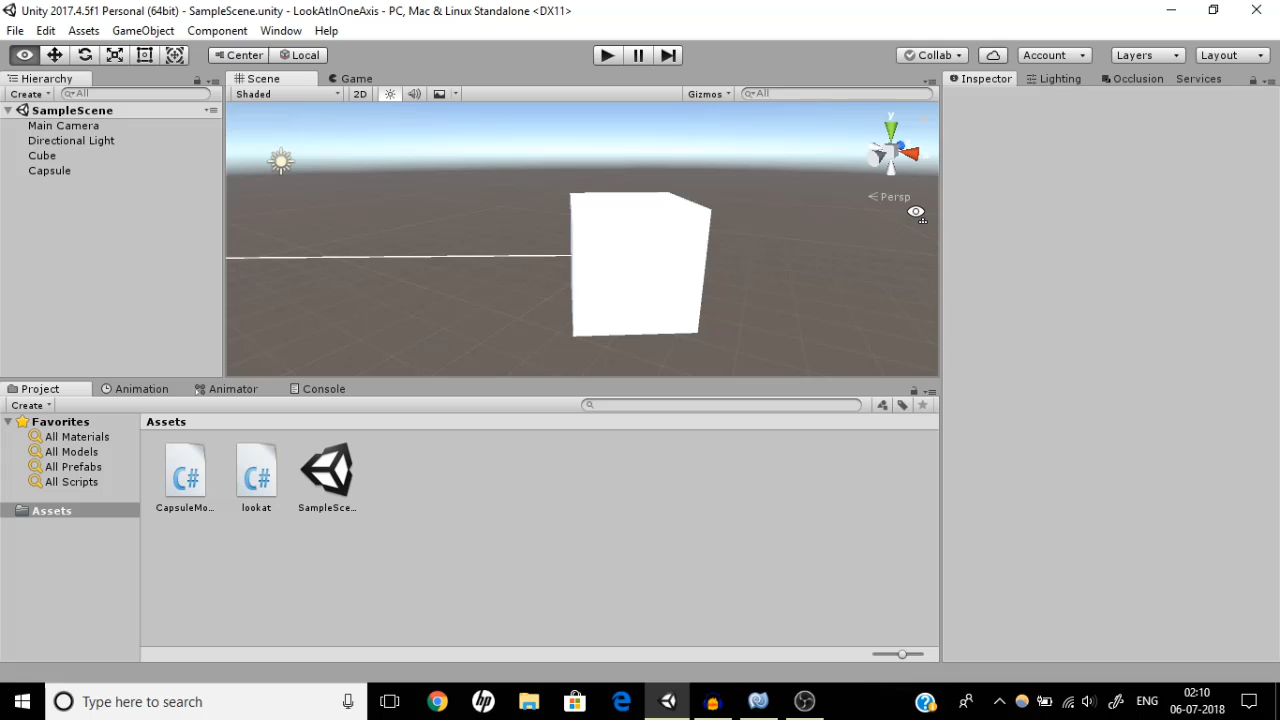 Unity 2017.4.5f1 Personal (64bit) - SampleScene.unity - LookAtInOneAxis - PC, Mac & Linux Standalone <DX11>
File Edit Assets GameObject Component Window Help
Center Local Collab Account Layers Layout
Hierarchy Scene Game Inspector Lighting Occlusion Services
Create All Shaded 2D Gizmos All
SampleScene
Main Camera
Directional Light
Cube
Capsule
y
Persp
Project Animation Animator Console
Create
Favorites Assets
All Materials
All Models
All Prefabs
All Scripts
Assets
C# C#
CapsuleMo... lookat SampleSce...
Type here to search
ENG
02:10
06-07-2018